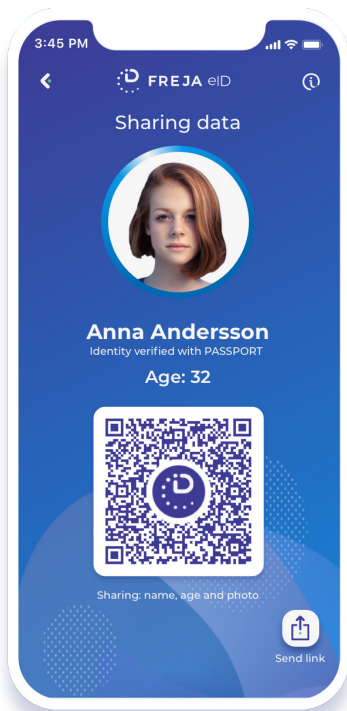 3:45 PM
FREJA eID
Sharing data
Anna Andersson
Identity verified with PASSPORT
Age: 32
Sharing: name, age and photo
Send link